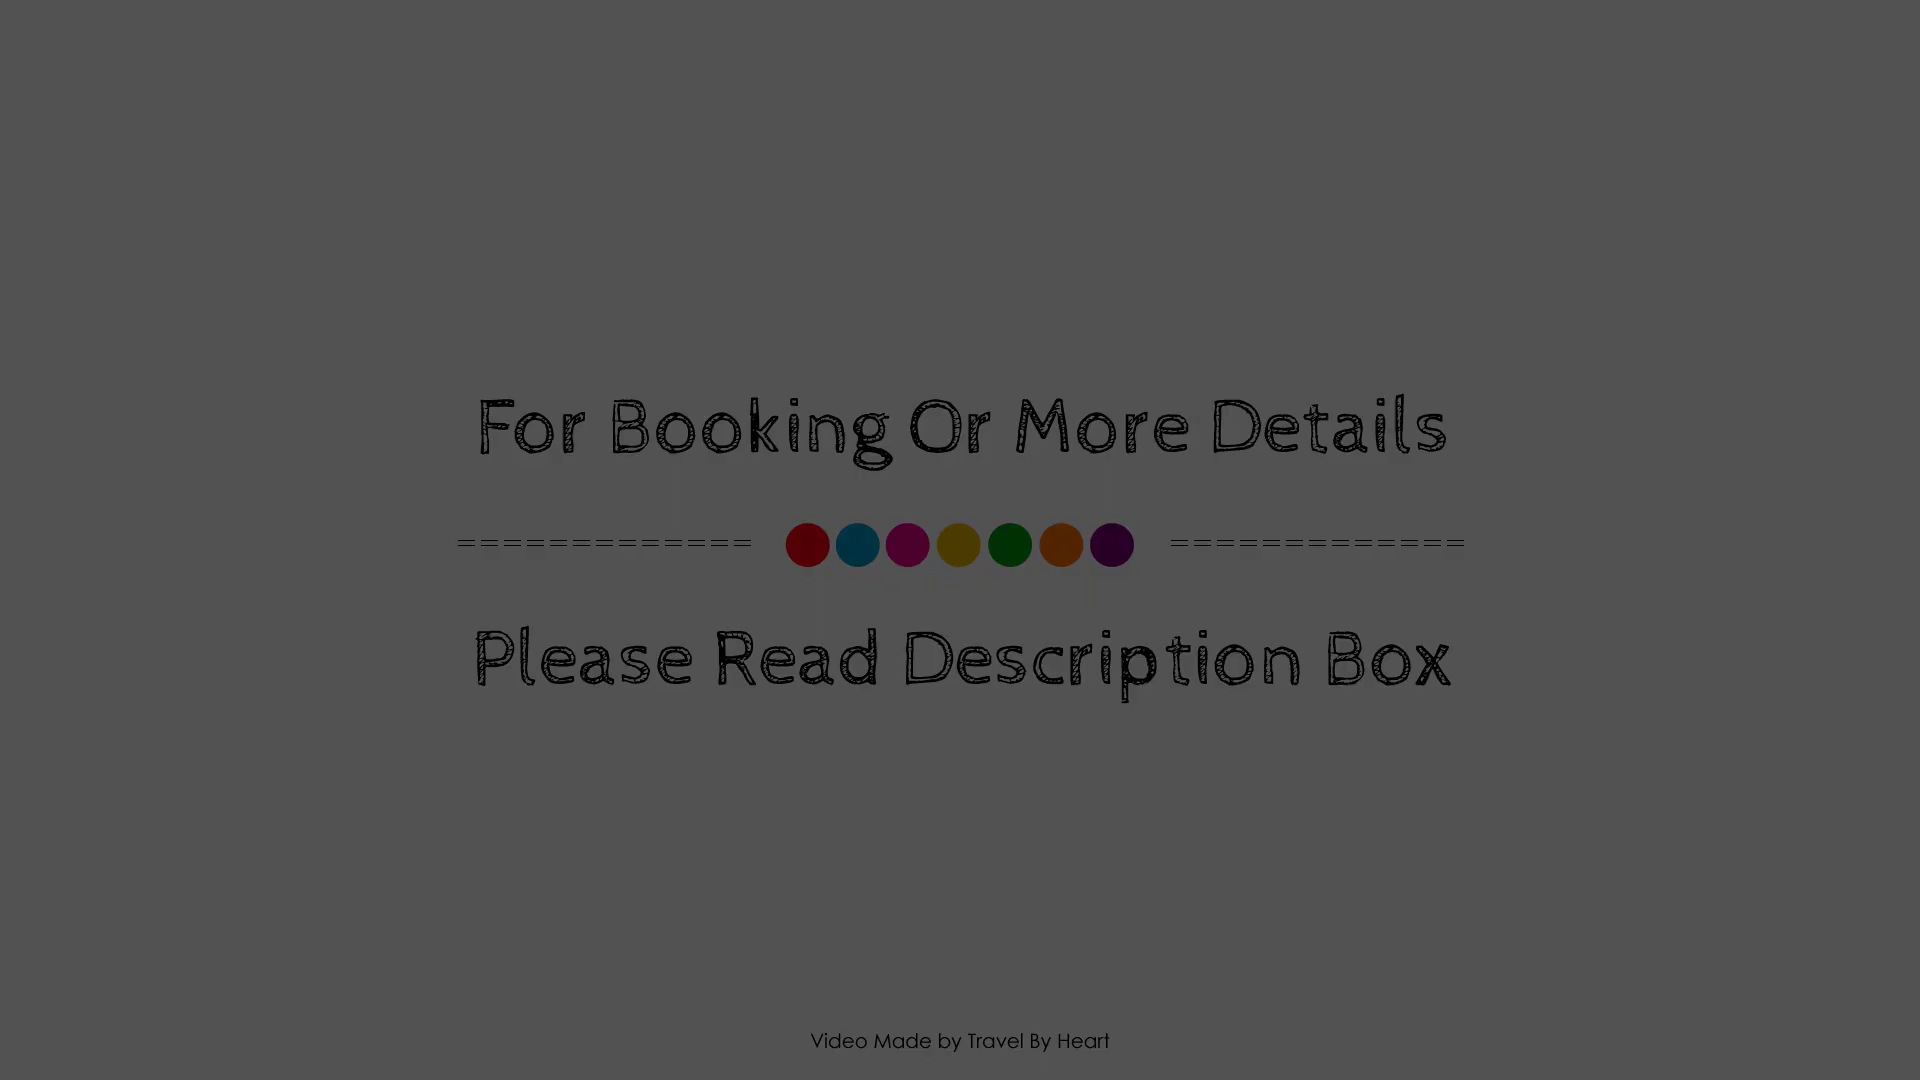 For Booking Or More Details
============= =============
Please Read Description Box
Video Made by Travel By Heart